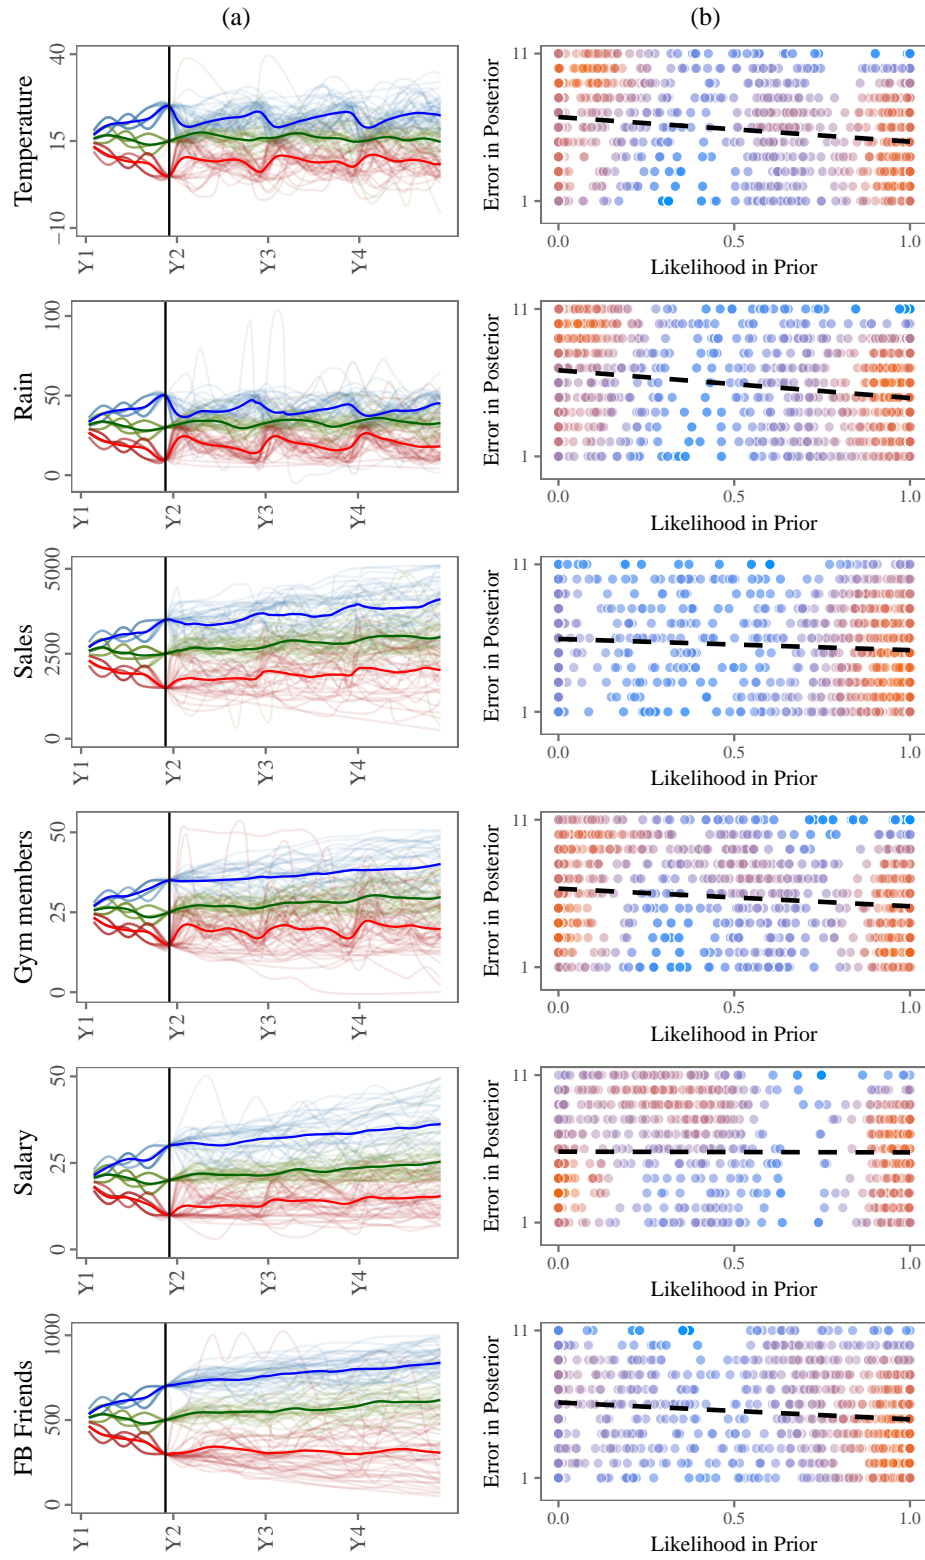 (a)
(b)
Temperature
40
15
−10
Y1
Y2
Y3
Y4
Error in Posterior
11
1
0.0
0.5
1.0
Likelihood in Prior
Rain
100
50
0
Y1
Y2
Y3
Y4
Error in Posterior
11
1
0.0
0.5
1.0
Likelihood in Prior
Sales
5000
2500
0
Y1
Y2
Y3
Y4
Error in Posterior
11
1
0.0
0.5
1.0
Likelihood in Prior
Gym members
50
25
0
Y1
Y2
Y3
Y4
Error in Posterior
11
1
0.0
0.5
1.0
Likelihood in Prior
Salary
50
25
0
Y1
Y2
Y3
Y4
Error in Posterior
11
1
0.0
0.5
1.0
Likelihood in Prior
FB Friends
1000
500
0
Y1
Y2
Y3
Y4
Error in Posterior
11
1
0.0
0.5
1.0
Likelihood in Prior